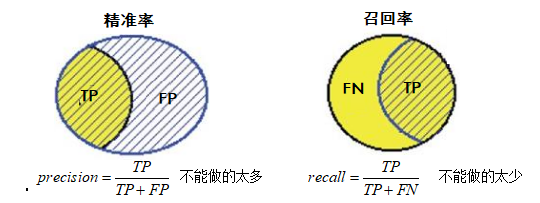 精准率 召回率
TP FP FN TP
precision = TP / (TP + FP) 不能做的太多 recall = TP / (TP + FN) 不能做的太少